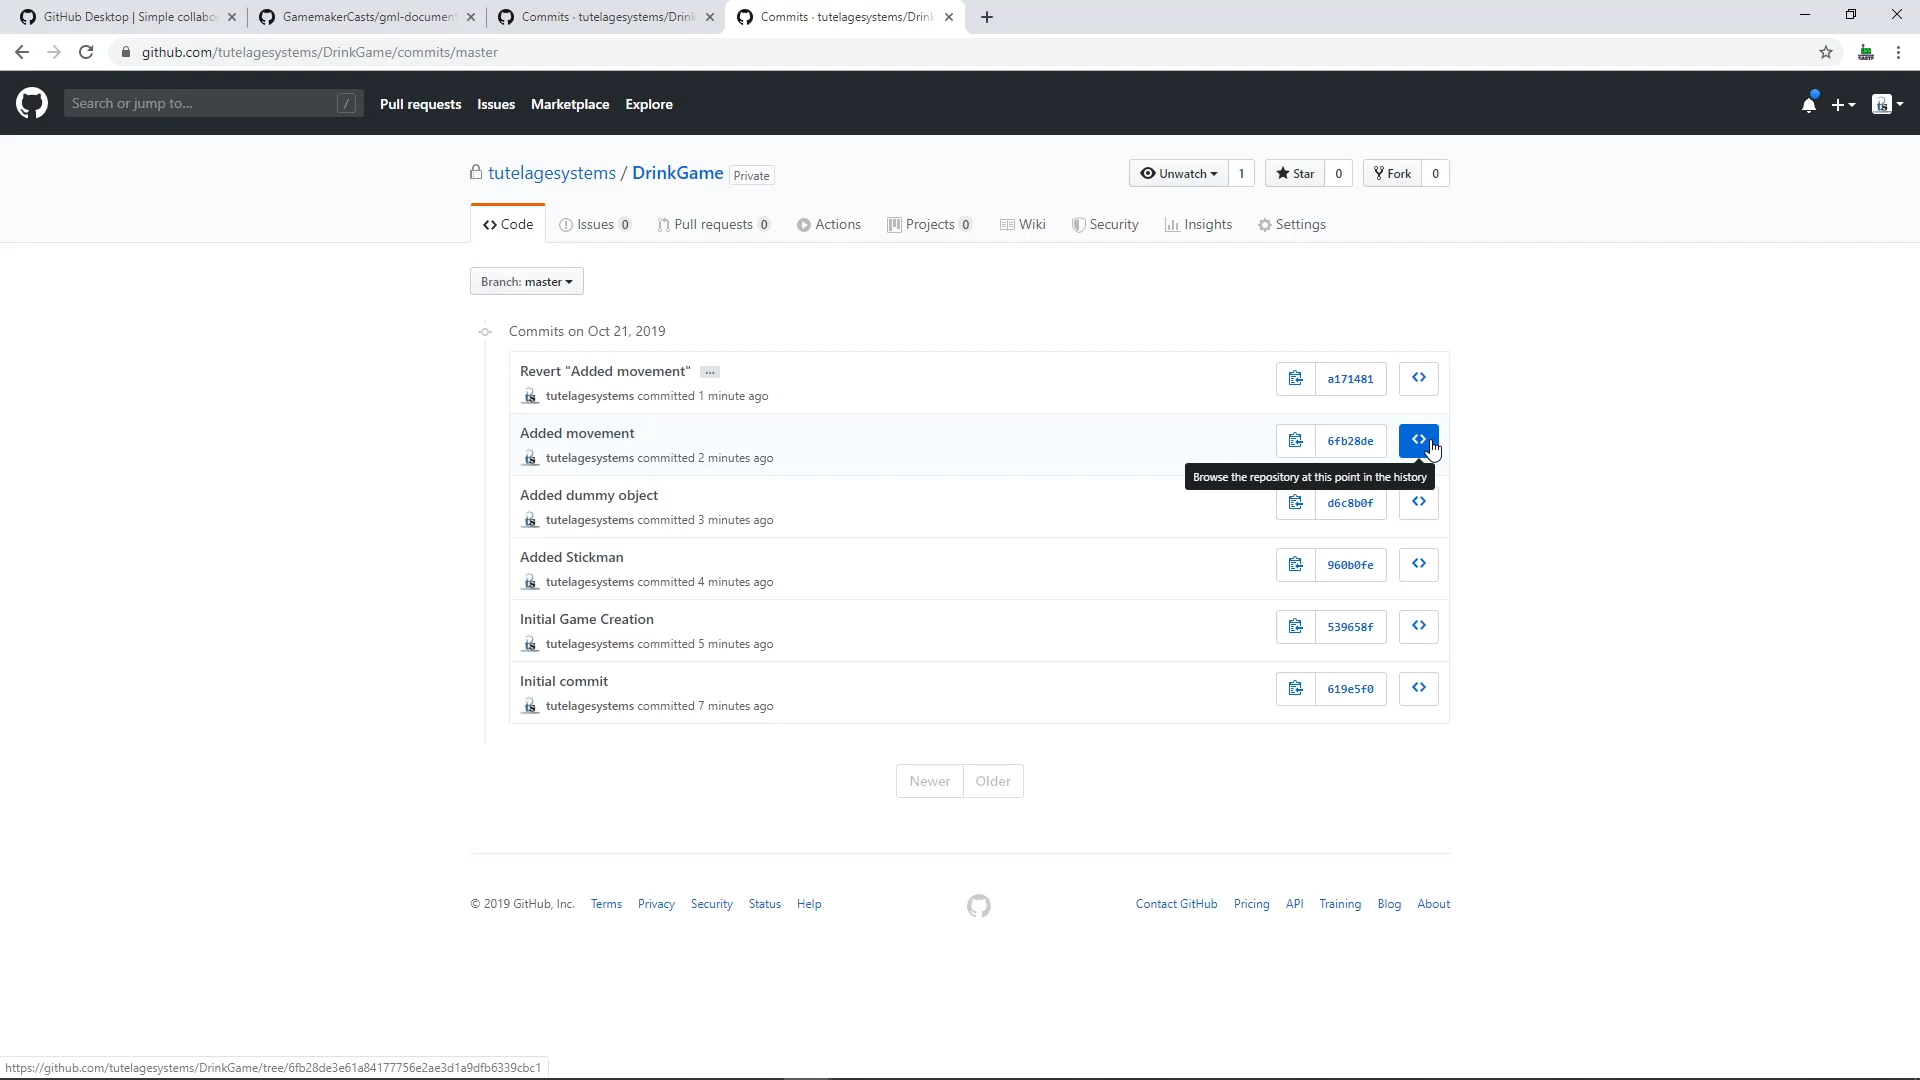 GitHub Desktop | Simple collabo
GamemakerCasts/gml-document
Commits · tutelagesystems/Drink
Commits · tutelagesystems/Drink
github.com/tutelagesystems/DrinkGame/commits/master
Search or jump to...
/
Pull requests
Issues
Marketplace
Explore
tutelagesystems / DrinkGame Private
Unwatch 1
Star 0
Fork 0
Code
Issues 0
Pull requests 0
Actions
Projects 0
Wiki
Security
Insights
Settings
Branch: master
Commits on Oct 21, 2019
Revert "Added movement" ...
tutelagesystems committed 1 minute ago
a171481
Added movement
tutelagesystems committed 2 minutes ago
6fb28de
Browse the repository at this point in the history
Added dummy object
tutelagesystems committed 3 minutes ago
d6c8b0f
Added Stickman
tutelagesystems committed 4 minutes ago
960b0fe
Initial Game Creation
tutelagesystems committed 5 minutes ago
539658f
Initial commit
tutelagesystems committed 7 minutes ago
619e5f0
Newer
Older
© 2019 GitHub, Inc.
Terms
Privacy
Security
Status
Help
Contact GitHub
Pricing
API
Training
Blog
About
https://github.com/tutelagesystems/DrinkGame/tree/6fb28de3e61a84177756e2ae3d1a9dfb6339cbc1